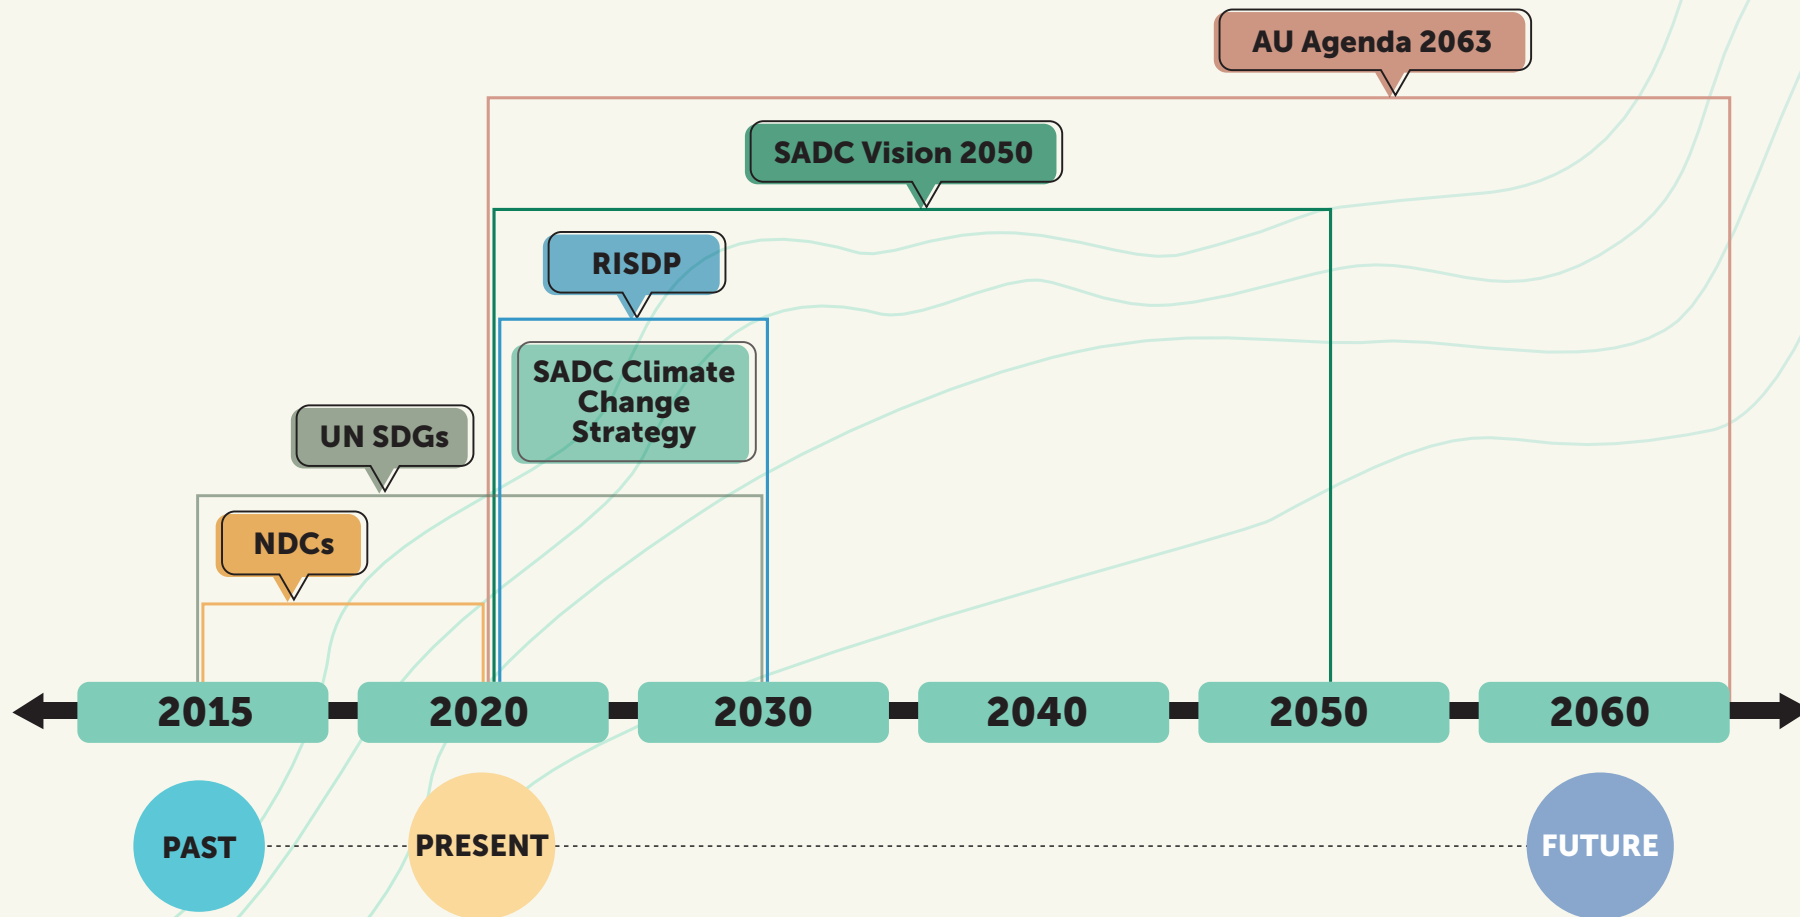 AU Agenda 2063
SADC Vision 2050
RISDP
SADC Climate
Change
Strategy
UN SDGs
NDCs
2015
2020
2030
2040
2050
2060
PAST
PRESENT
FUTURE